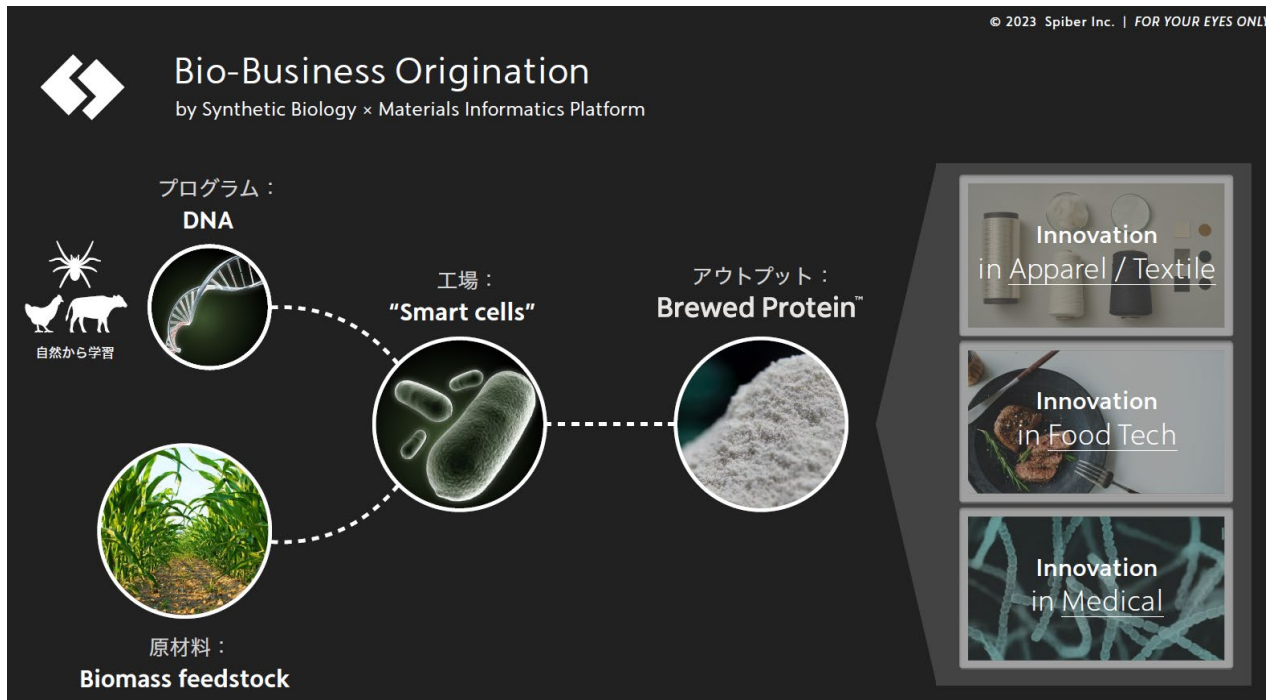 © 2023 Spiber Inc. | FOR YOUR EYES ONLY
Bio-Business Origination
by Synthetic Biology × Materials Informatics Platform
プログラム：
DNA
自然から学習
工場：
“Smart cells”
アウトプット：
Brewed Protein™
原材料：
Biomass feedstock
Innovation
in Apparel / Textile
Innovation
in Food Tech
Innovation
in Medical